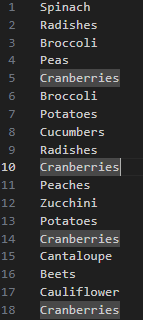 1 Spinach
2 Radishes
3 Broccoli
4 Peas
5 Cranberries
6 Broccoli
7 Potatoes
8 Cucumbers
9 Radishes
10 Cranberries
11 Peaches
12 Zucchini
13 Potatoes
14 Cranberries
15 Cantaloupe
16 Beets
17 Cauliflower
18 Cranberries